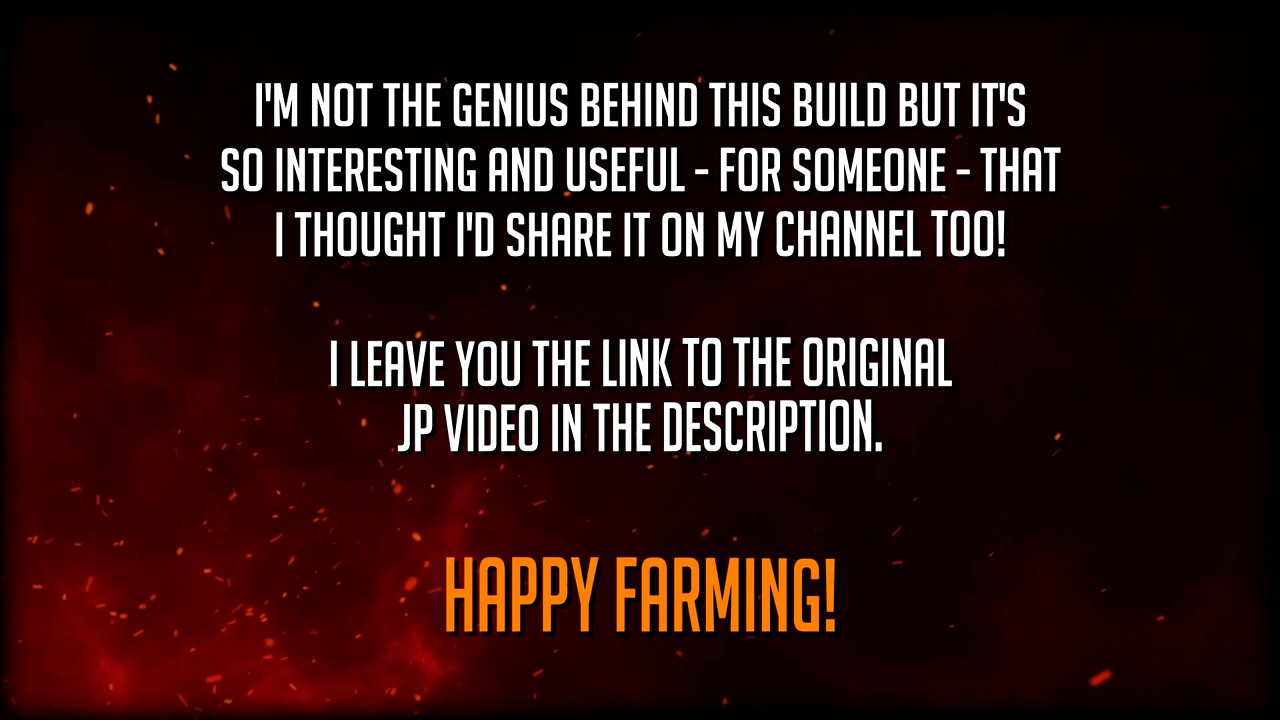 I'M NOT THE GENIUS BEHIND THIS BUILD BUT IT'S
SO INTERESTING AND USEFUL - FOR SOMEONE - THAT
I THOUGHT I'D SHARE IT ON MY CHANNEL TOO!
I LEAVE YOU THE LINK TO THE ORIGINAL
JP VIDEO IN THE DESCRIPTION.
HAPPY FARMING!